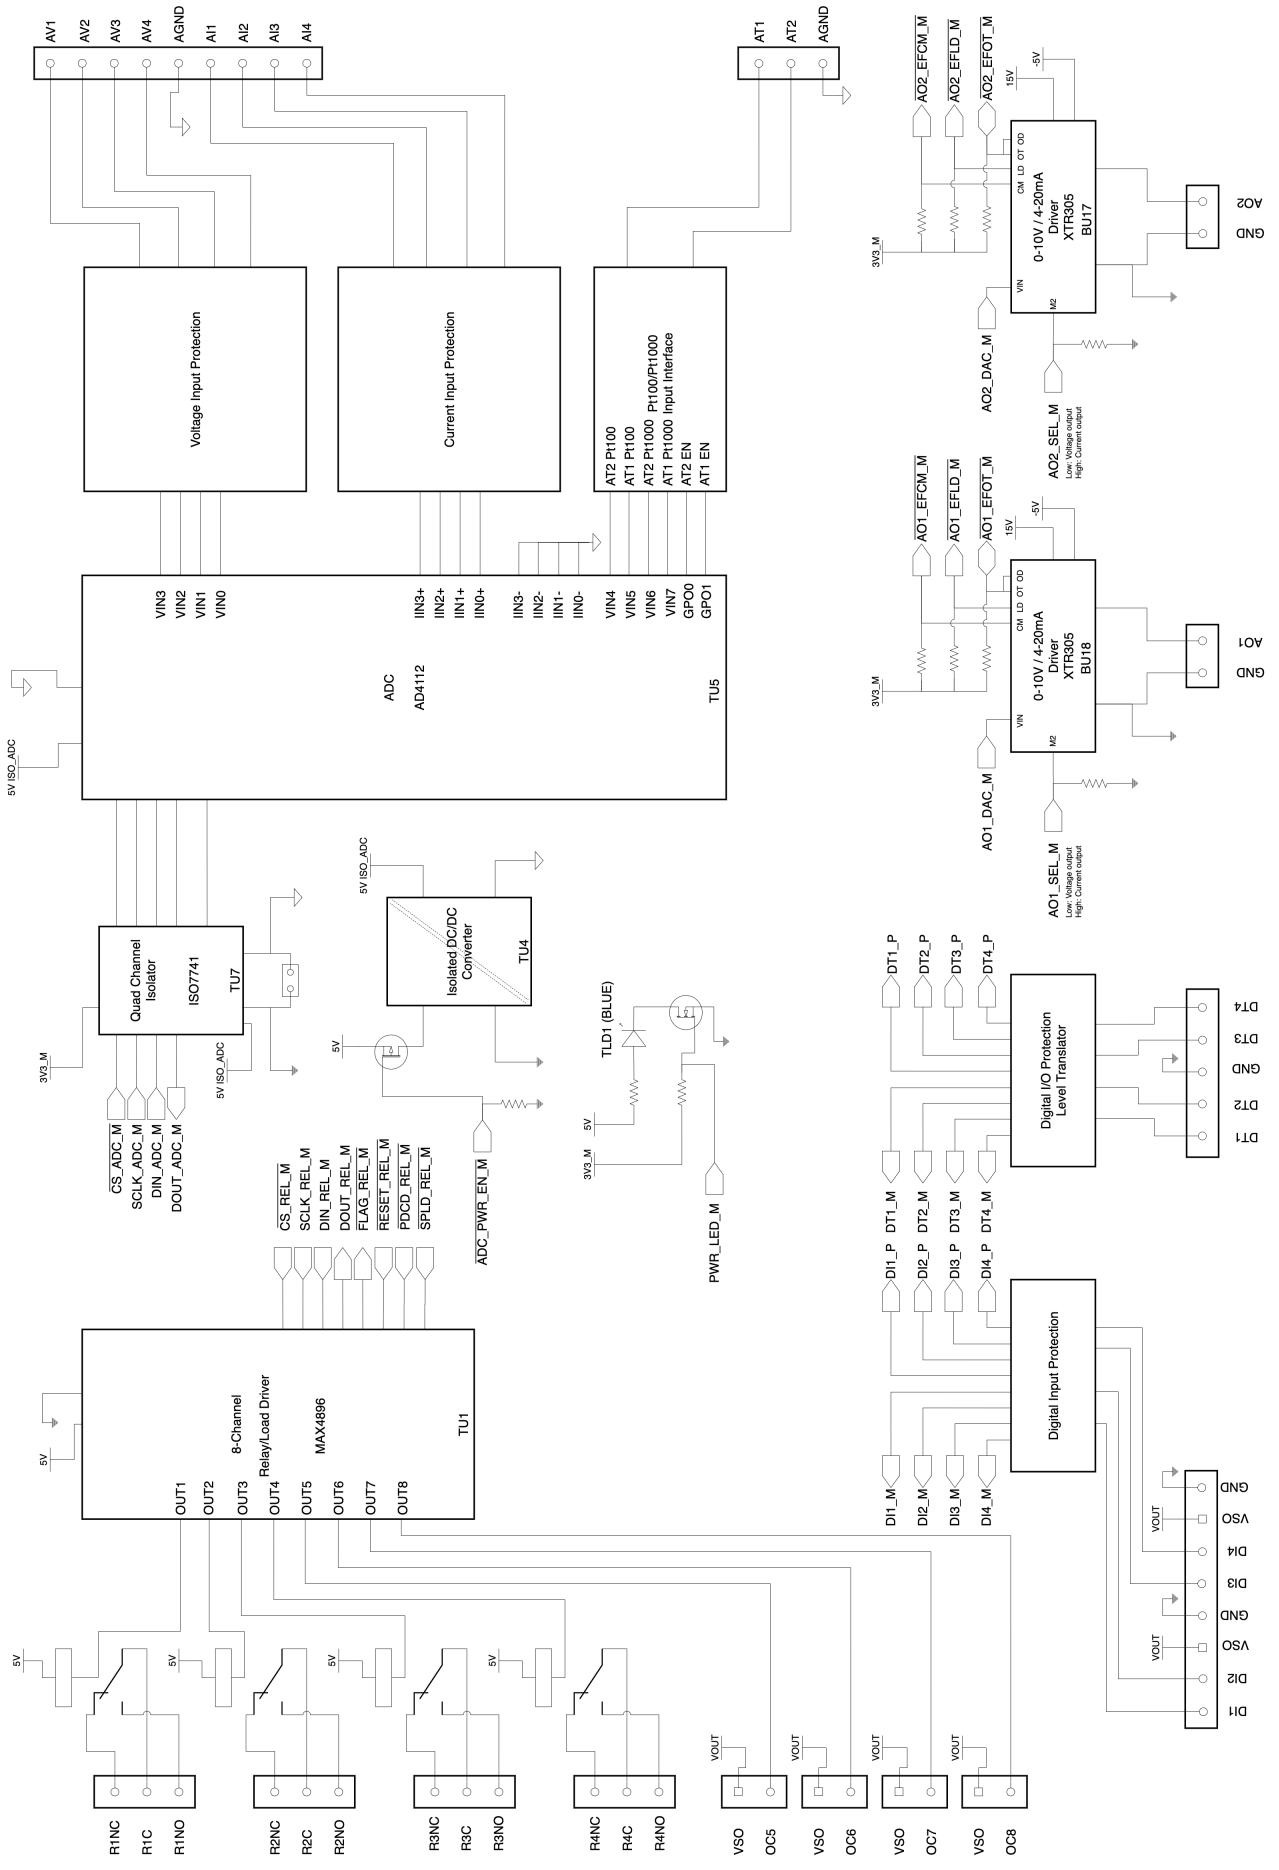 AV1
AV2
AV3
AV4
AGND
AI1
AI2
AI3
AI4
AT1
AT2
AGND
Voltage Input Protection
Current Input Protection
AT2 Pt100
AT1 Pt100
AT2 Pt1000
AT1 Pt1000
AT2 EN
AT1 EN
Pt100/Pt1000
Input Interface
VIN3
VIN2
VIN1
VIN0
IIN3+
IIN2+
IIN1+
IIN0+
IIN3-
IIN2-
IIN1-
IIN0-
VIN4
VIN5
VIN6
VIN7
GPO0
GPO1
ADC
AD4112
TU5
5V ISO_ADC
Quad Channel
Isolator
ISO7741
TU7
3V3_M
5V ISO_ADC
CS_ADC_M
SCLK_ADC_M
DIN_ADC_M
DOUT_ADC_M
5V ISO_ADC
Isolated DC/DC
Converter
TU4
5V
ADC_PWR_EN_M
TLD1 (BLUE)
5V
3V3_M
PWR_LED_M
CS_REL_M
SCLK_REL_M
DIN_REL_M
DOUT_REL_M
FLAG_REL_M
RESET_REL_M
PDCD_REL_M
SPLD_REL_M
5V
8-Channel
Relay/Load Driver
MAX4896
TU1
OUT1
OUT2
OUT3
OUT4
OUT5
OUT6
OUT7
OUT8
5V
5V
5V
5V
R1NC
R1C
R1NO
R2NC
R2C
R2NO
R3NC
R3C
R3NO
R4NC
R4C
R4NO
VOUT
VSO
OC5
VOUT
VSO
OC6
VOUT
VSO
OC7
VOUT
VSO
OC8
AO2_EFCM_M
AO2_EFLD_M
AO2_EFOT_M
15V
-5V
3V3_M
CM
LD
OT
OD
VIN
M2
0-10V / 4-20mA
Driver
XTR305
BU17
AO2_DAC_M
AO2_SEL_M
Low: Voltage output
High: Current output
AO2
GND
AO1_EFCM_M
AO1_EFLD_M
AO1_EFOT_M
15V
-5V
3V3_M
CM
LD
OT
OD
VIN
M2
0-10V / 4-20mA
Driver
XTR305
BU18
AO1_DAC_M
AO1_SEL_M
Low: Voltage output
High: Current output
AO1
GND
DT1_P
DT2_P
DT3_P
DT4_P
Digital I/O Protection
Level Translator
DT1_M
DT2_M
DT3_M
DT4_M
DT4
DT3
GND
DT2
DT1
DI1_P
DI2_P
DI3_P
DI4_P
Digital Input Protection
DI1_M
DI2_M
DI3_M
DI4_M
VOUT
VOUT
GND
VSO
DI4
DI3
GND
VSO
DI2
DI1